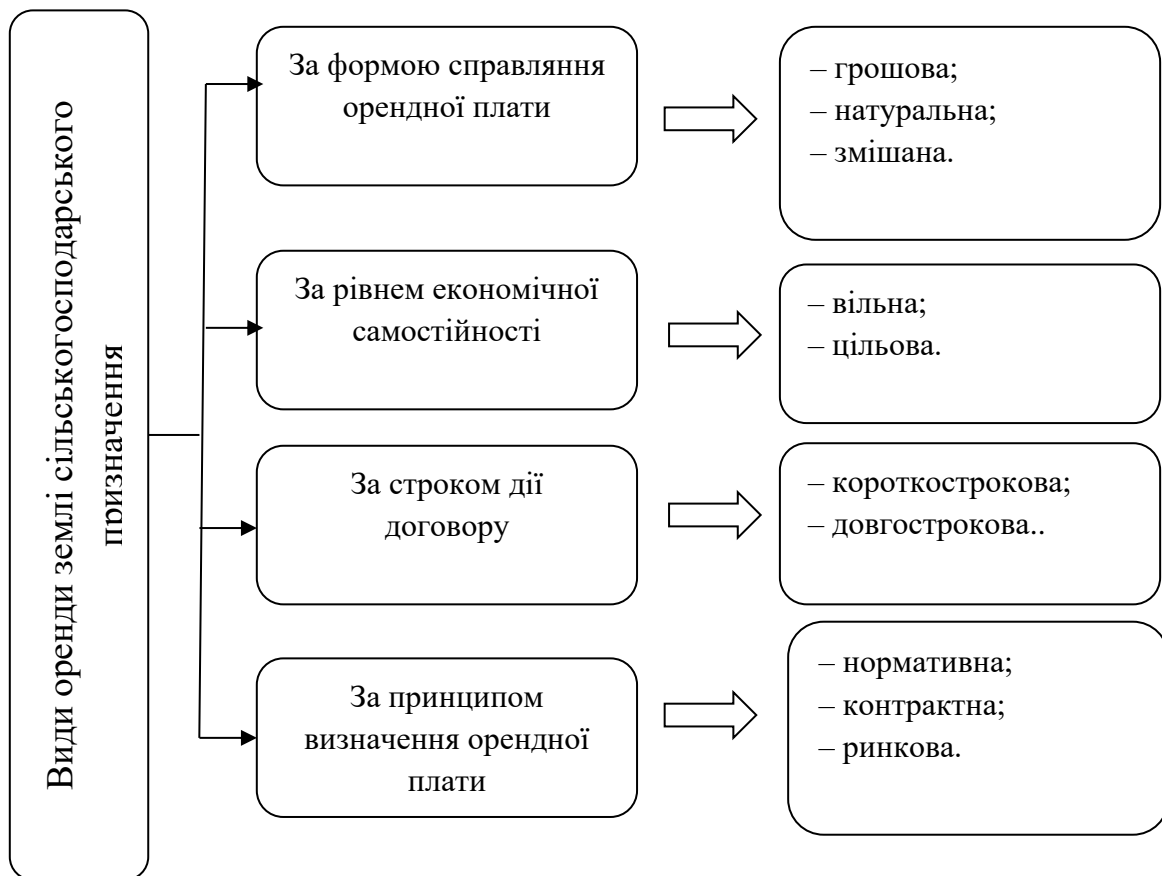 Види оренди землі сільськогосподарського
призначення
За формою справляння
орендної плати
– грошова;
– натуральна;
– змішана.
За рівнем економічної
самостійності
– вільна;
– цільова.
За строком дії
договору
– короткострокова;
– довгострокова..
За принципом
визначення орендної
плати
– нормативна;
– контрактна;
– ринкова.